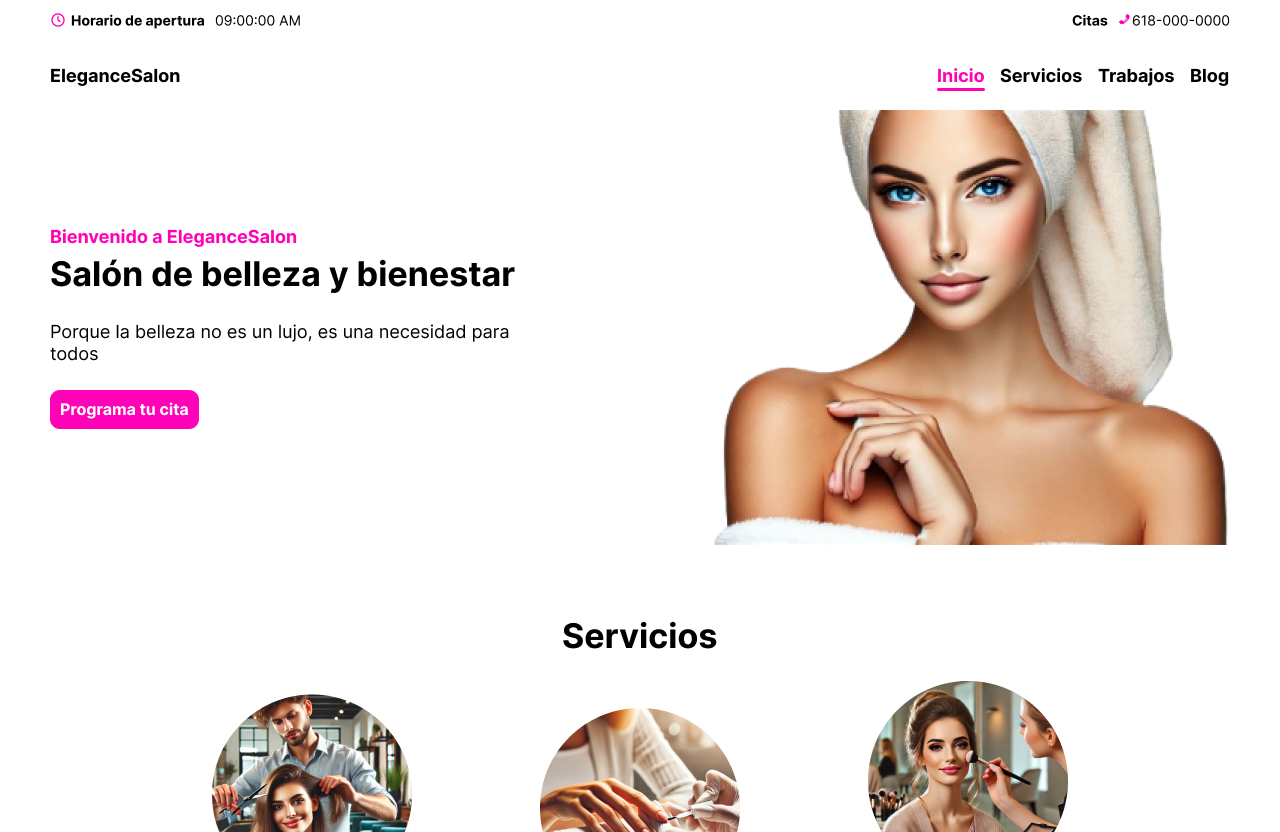 Horario de apertura 09:00:00 AM
Citas 618-000-0000
EleganceSalon
Inicio Servicios Trabajos Blog
Bienvenido a EleganceSalon
Salón de belleza y bienestar
Porque la belleza no es un lujo, es una necesidad para
todos
Programa tu cita
Servicios